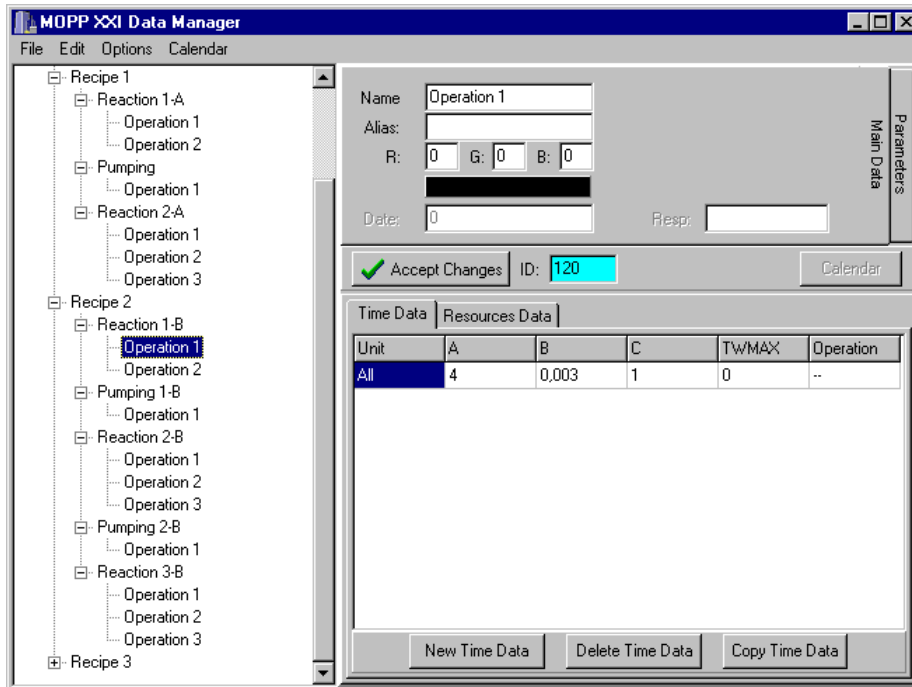 MOPP XXI Data Manager
File Edit Options Calendar
Recipe 1
Reaction 1-A
Operation 1
Operation 2
Pumping
Operation 1
Reaction 2-A
Operation 1
Operation 2
Operation 3
Recipe 2
Reaction 1-B
Operation 1
Operation 2
Pumping 1-B
Operation 1
Reaction 2-B
Operation 1
Operation 2
Operation 3
Pumping 2-B
Operation 1
Reaction 3-B
Operation 1
Operation 2
Operation 3
Recipe 3
Name Operation 1
Alias:
R: 0 G: 0 B: 0
Date: 0 Resp:
Main Data
Parameters
Accept Changes ID: 120 Calendar
Time Data Resources Data
Unit A B C TWMAX Operation
All 4 0,003 1 0 --
New Time Data Delete Time Data Copy Time Data